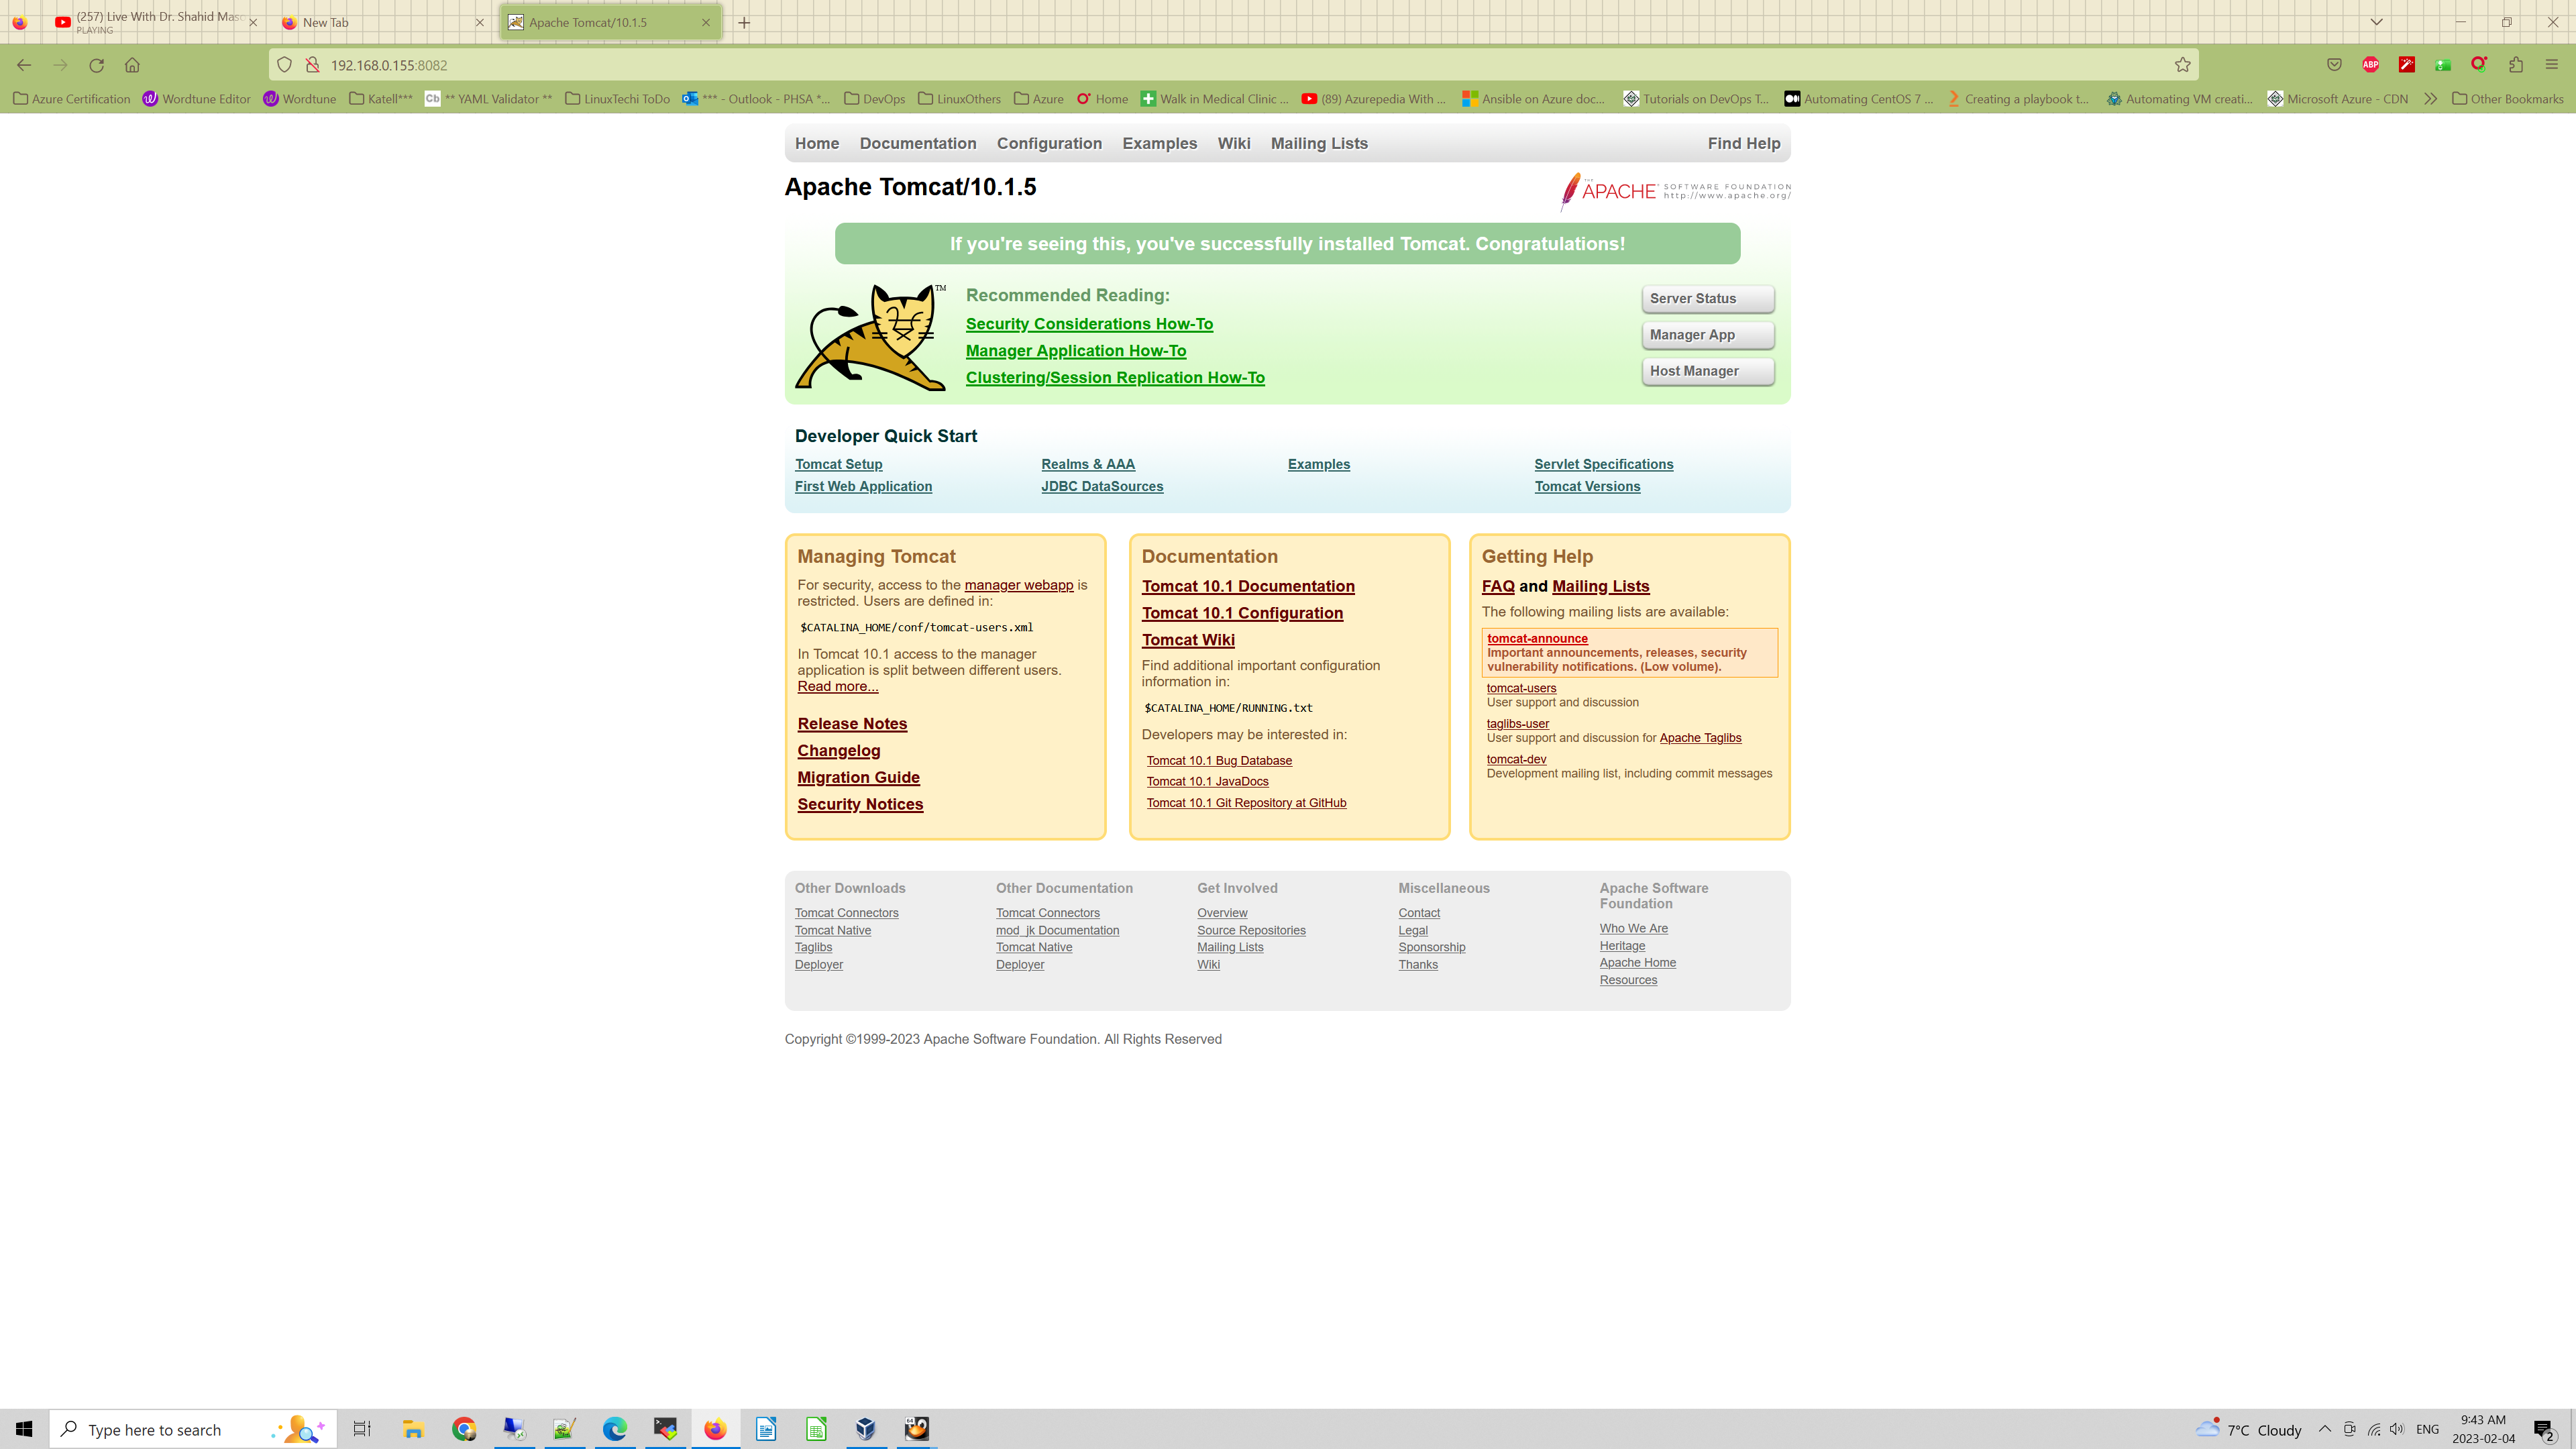 (257) Live With Dr. Shahid Maso
PLAYING
New Tab
Apache Tomcat/10.1.5
192.168.0.155:8082
ABP
Azure Certification
Wordtune Editor
Wordtune
Katell***
Cb ** YAML Validator **
LinuxTechi ToDo
*** - Outlook - PHSA *...
DevOps
LinuxOthers
Azure
Home
Walk in Medical Clinic ...
(89) Azurepedia With ...
Ansible on Azure doc...
Tutorials on DevOps T...
Automating CentOS 7 ...
Creating a playbook t...
Automating VM creati...
Microsoft Azure - CDN
Other Bookmarks
Home Documentation Configuration Examples Wiki Mailing Lists Find Help
Apache Tomcat/10.1.5
THE
APACHE SOFTWARE FOUNDATION
http://www.apache.org/
If you're seeing this, you've successfully installed Tomcat. Congratulations!
TM
Recommended Reading:
Security Considerations How-To
Manager Application How-To
Clustering/Session Replication How-To
Server Status
Manager App
Host Manager
Developer Quick Start
Tomcat Setup
First Web Application
Realms & AAA
JDBC DataSources
Examples
Servlet Specifications
Tomcat Versions
Managing Tomcat
For security, access to the manager webapp is
restricted. Users are defined in:
$CATALINA_HOME/conf/tomcat-users.xml
In Tomcat 10.1 access to the manager
application is split between different users.
Read more...
Release Notes
Changelog
Migration Guide
Security Notices
Documentation
Tomcat 10.1 Documentation
Tomcat 10.1 Configuration
Tomcat Wiki
Find additional important configuration
information in:
$CATALINA_HOME/RUNNING.txt
Developers may be interested in:
Tomcat 10.1 Bug Database
Tomcat 10.1 JavaDocs
Tomcat 10.1 Git Repository at GitHub
Getting Help
FAQ and Mailing Lists
The following mailing lists are available:
tomcat-announce
Important announcements, releases, security
vulnerability notifications. (Low volume).
tomcat-users
User support and discussion
taglibs-user
User support and discussion for Apache Taglibs
tomcat-dev
Development mailing list, including commit messages
Other Downloads
Tomcat Connectors
Tomcat Native
Taglibs
Deployer
Other Documentation
Tomcat Connectors
mod_jk Documentation
Tomcat Native
Deployer
Get Involved
Overview
Source Repositories
Mailing Lists
Wiki
Miscellaneous
Contact
Legal
Sponsorship
Thanks
Apache Software
Foundation
Who We Are
Heritage
Apache Home
Resources
Copyright ©1999-2023 Apache Software Foundation. All Rights Reserved
Type here to search
7°C Cloudy
ENG
9:43 AM
2023-02-04
2